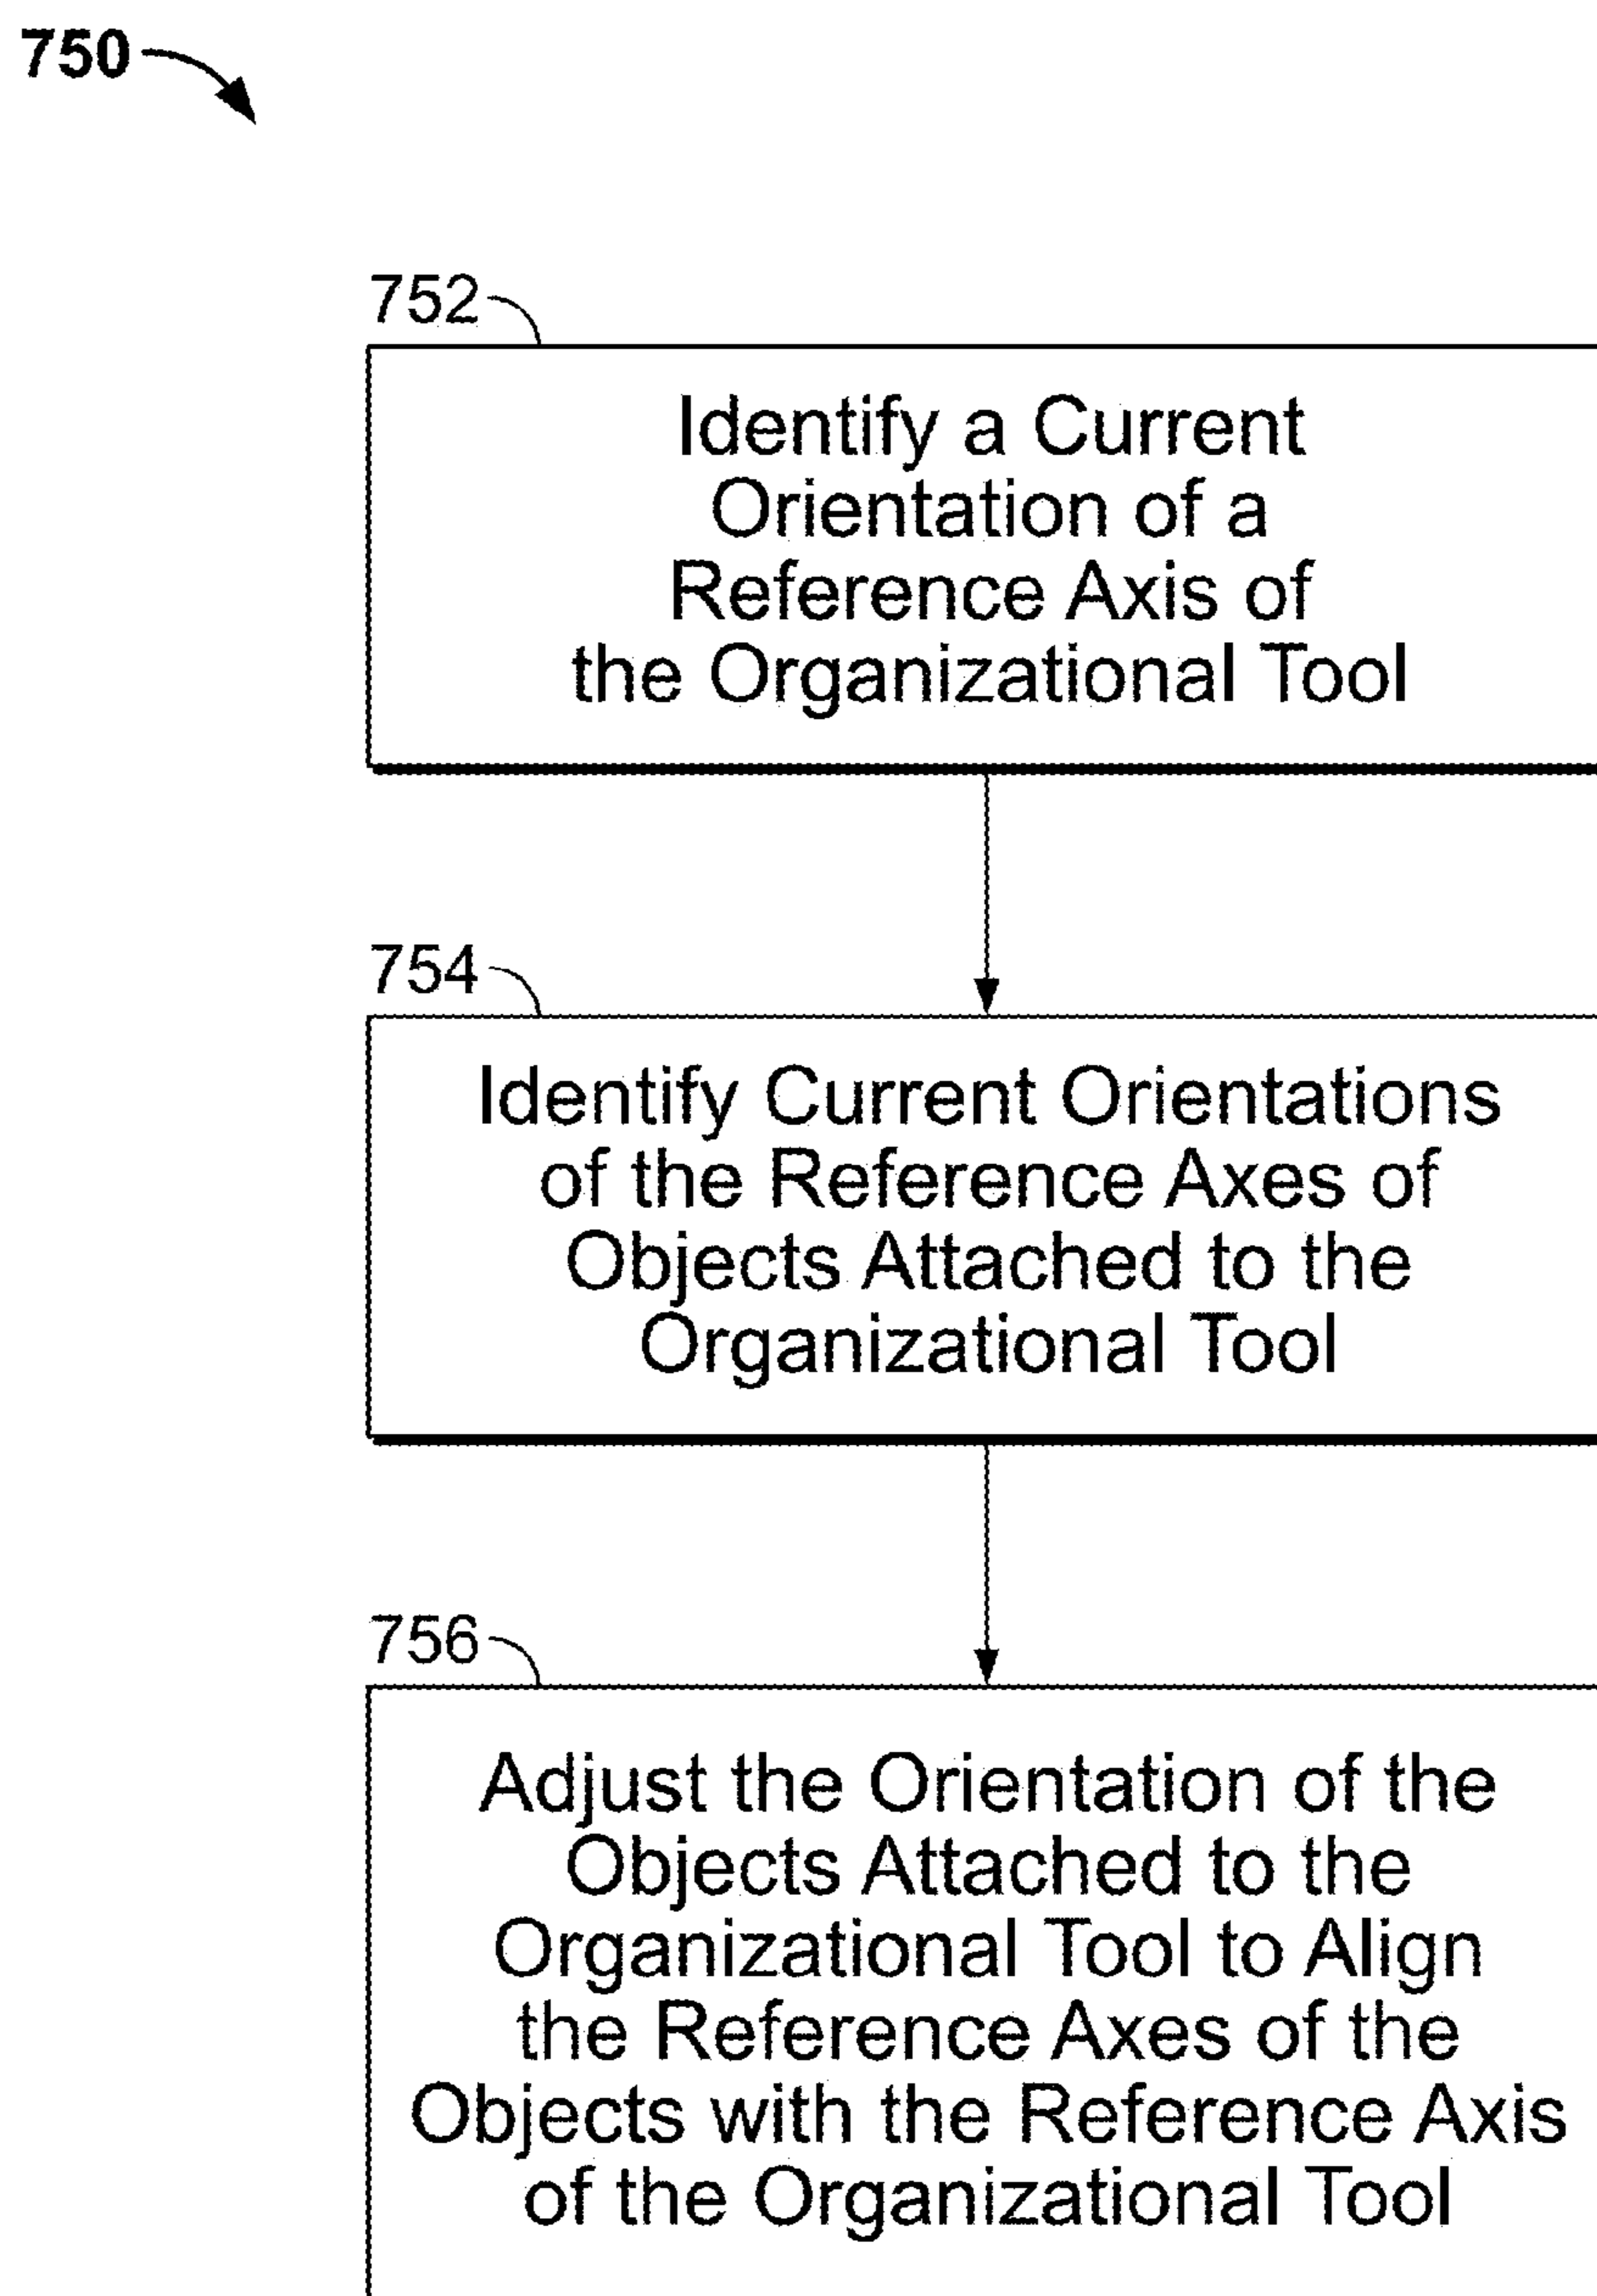 750
752
Identify a Current
Orientation of a
Reference Axis of
the Organizational Tool
754
Identify Current Orientations
of the Reference Axes of
Objects Attached to the
Organizational Tool
756
Adjust the Orientation of the
Objects Attached to the
Organizational Tool to Align
the Reference Axes of the
Objects with the Reference Axis
of the Organizational Tool